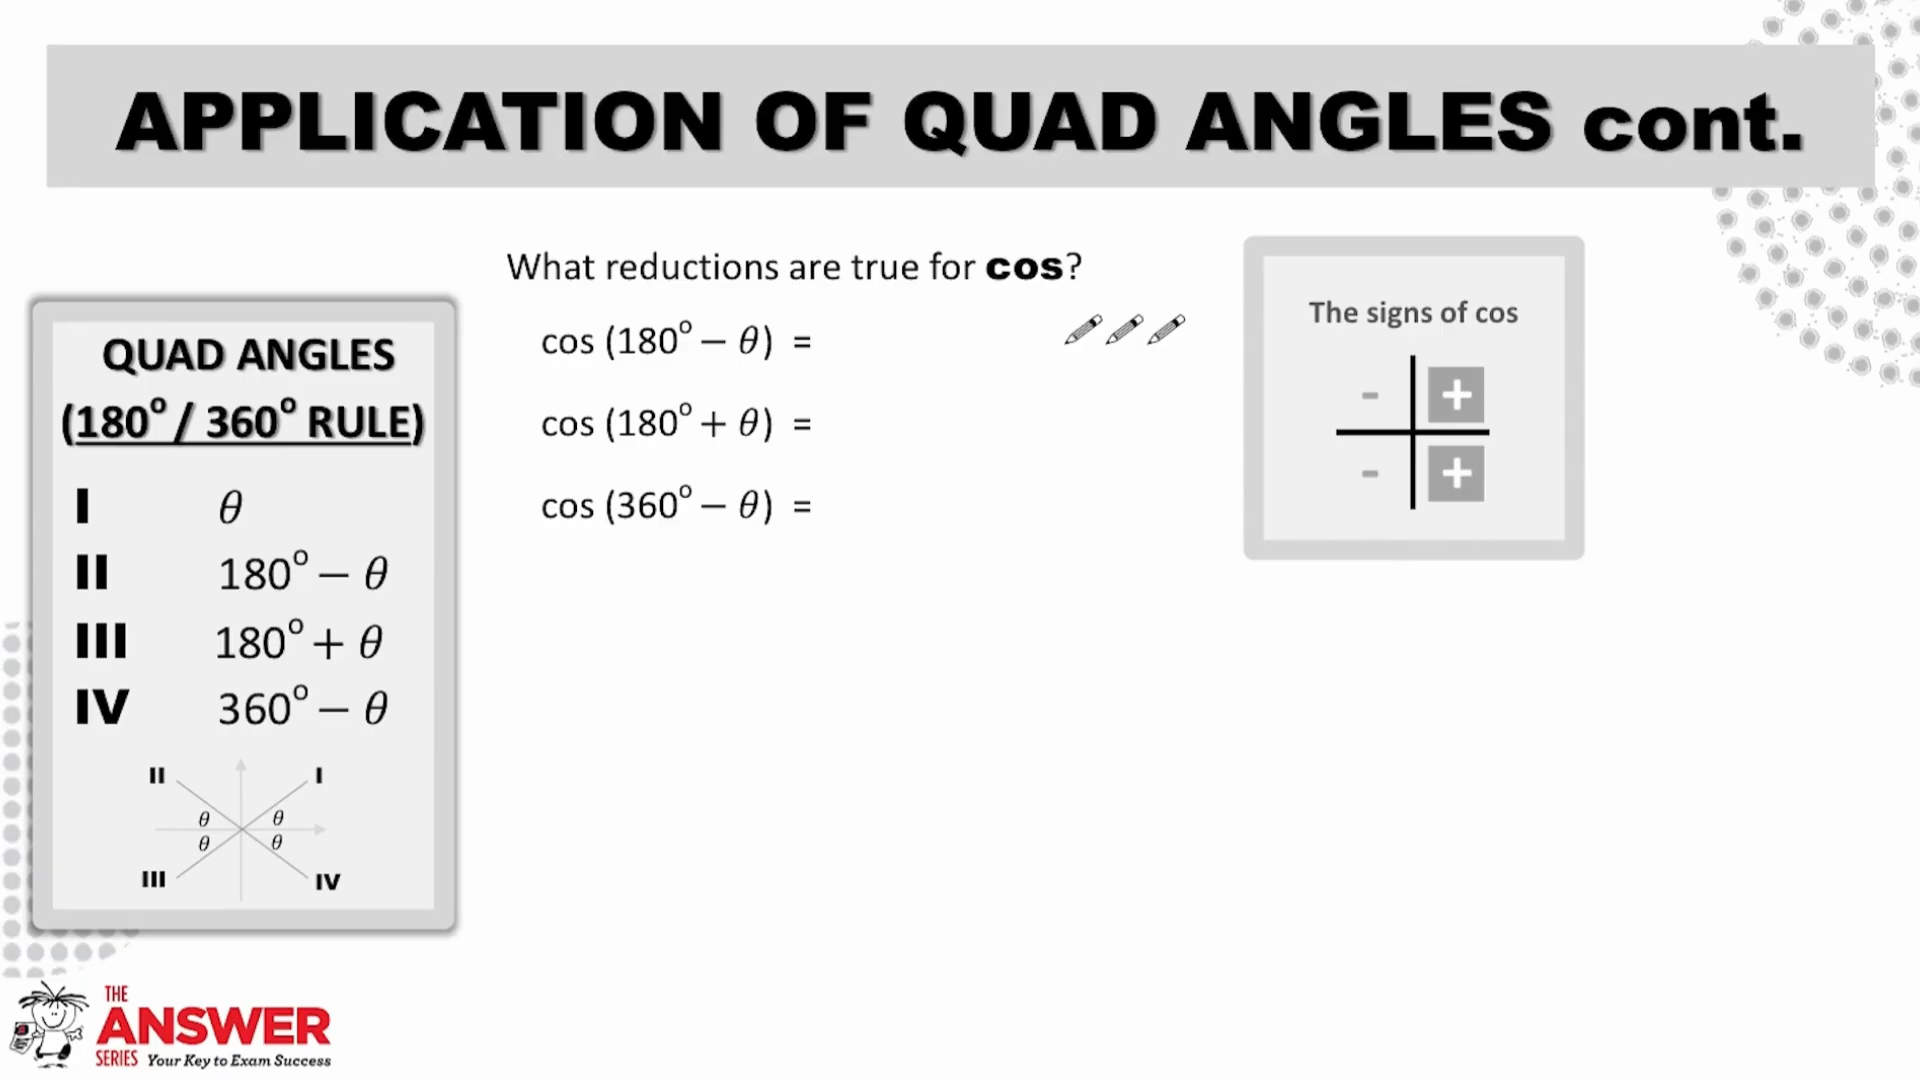 APPLICATION OF QUAD ANGLES cont.
What reductions are true for cos?
cos (180° − θ) =
cos (180° + θ) =
cos (360° − θ) =
The signs of cos
- +
- +
QUAD ANGLES
(180° / 360° RULE)
I θ
II 180° − θ
III 180° + θ
IV 360° − θ
II I
θ θ
θ θ
III IV
THE
ANSWER
SERIES Your Key to Exam Success